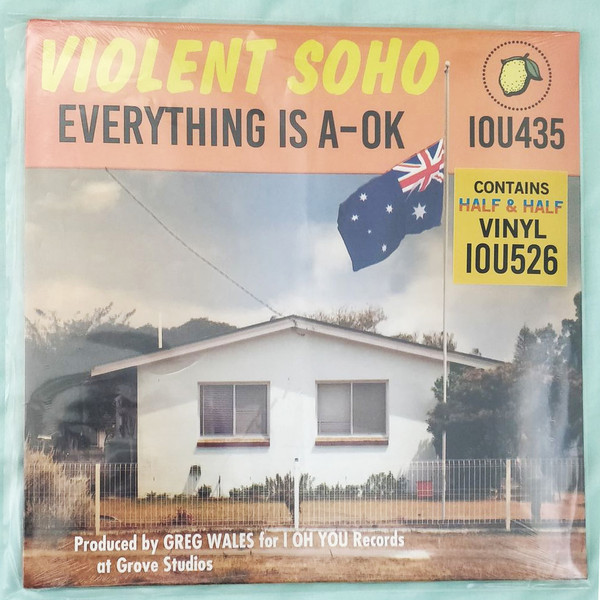 VIOLENT SOHO
EVERYTHING IS A-OK
IOU435
CONTAINS
HALF & HALF
VINYL
IOU526
Produced by GREG WALES for I OH YOU Records
at Grove Studios